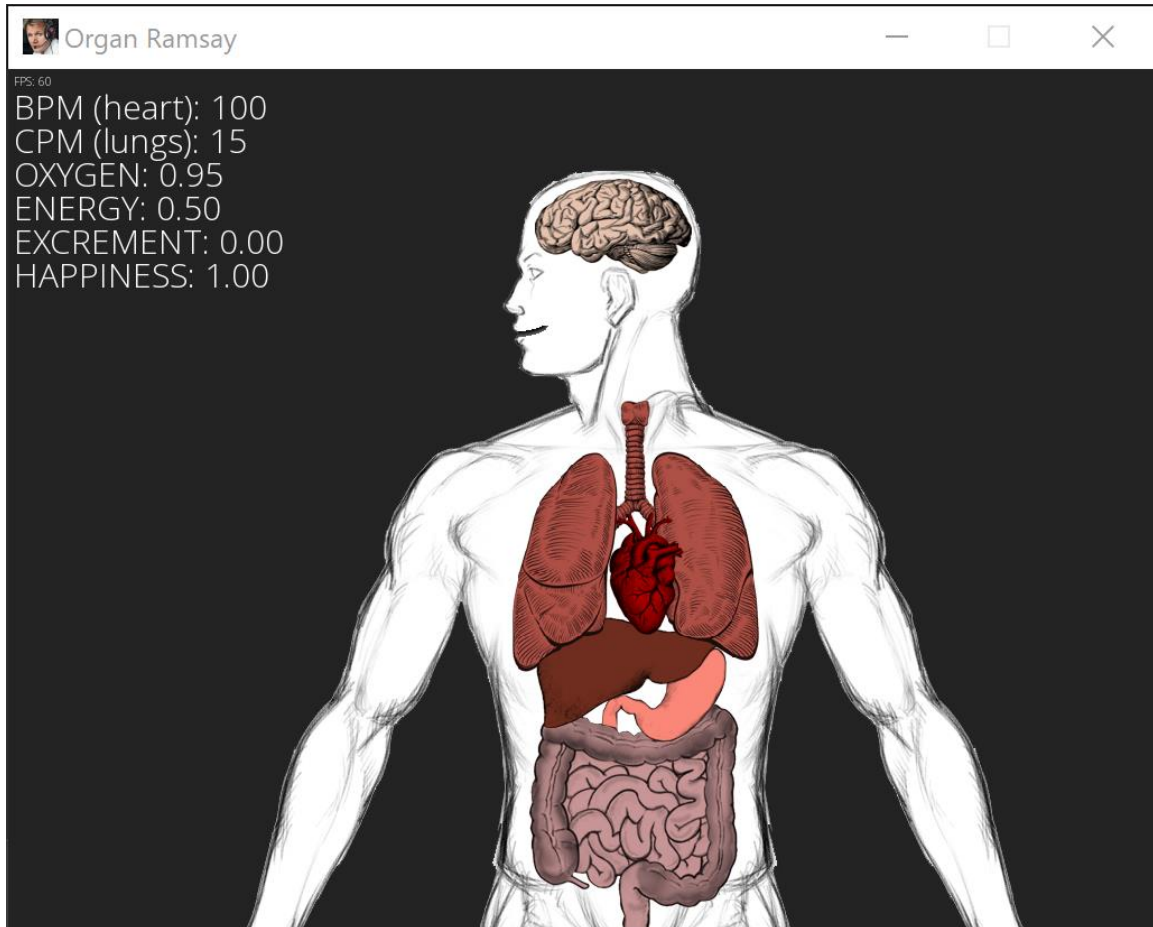 Organ Ramsay
FPS: 60
BPM (heart): 100
CPM (lungs): 15
OXYGEN: 0.95
ENERGY: 0.50
EXCREMENT: 0.00
HAPPINESS: 1.00